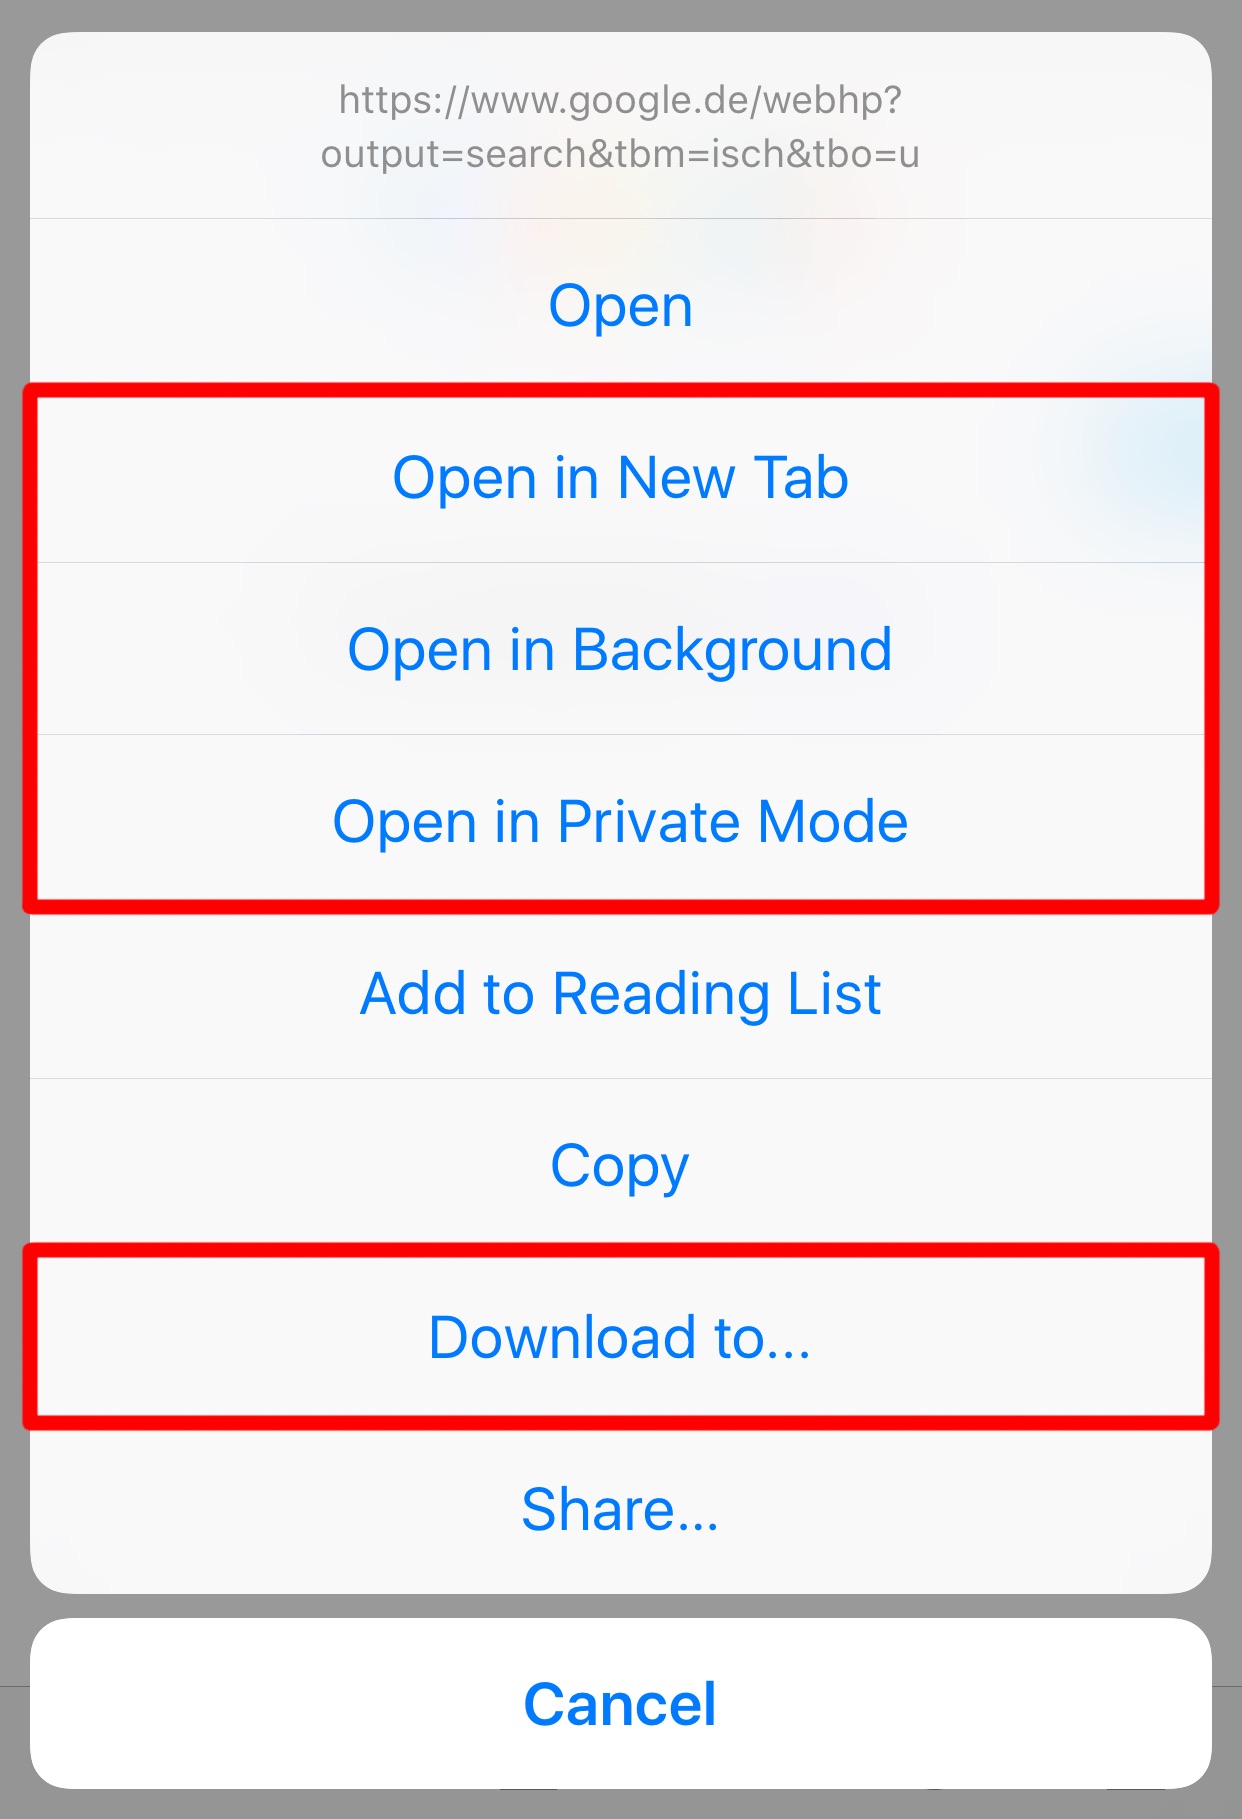 https://www.google.de/webhp?
output=search&tbm=isch&tbo=u
Open
Open in New Tab
Open in Background
Open in Private Mode
Add to Reading List
Copy
Download to...
Share...
Cancel